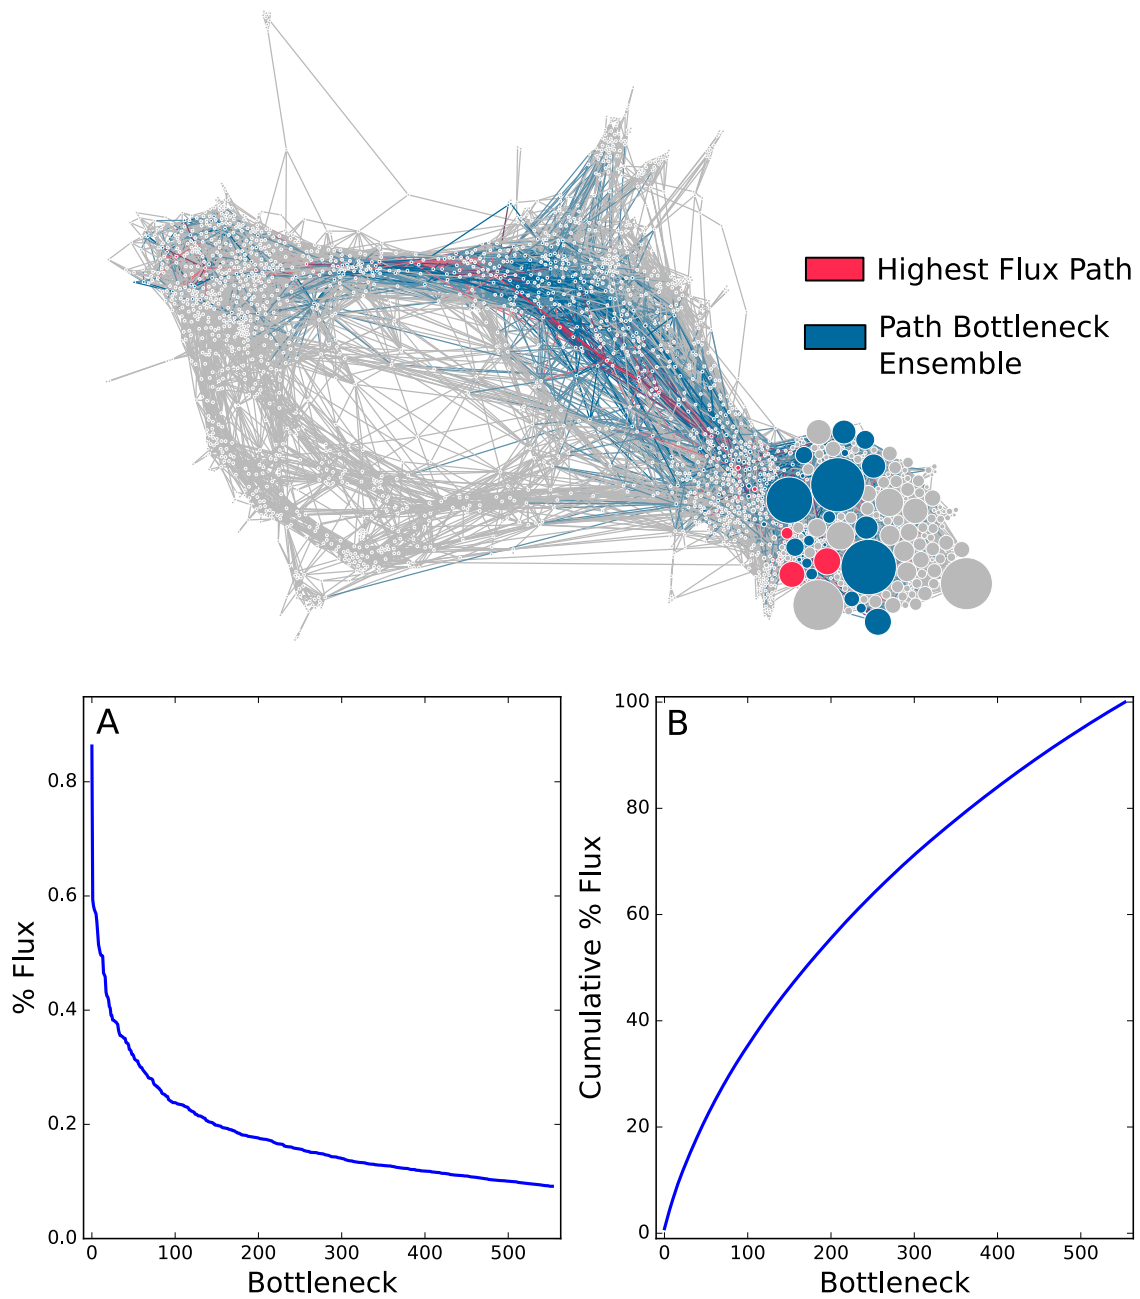 Highest Flux Path
Path Bottleneck
Ensemble
A
% Flux
0.8
0.6
0.4
0.2
0.0
0 100 200 300 400 500
Bottleneck
B
Cumulative % Flux
100
80
60
40
20
0
0 100 200 300 400 500
Bottleneck